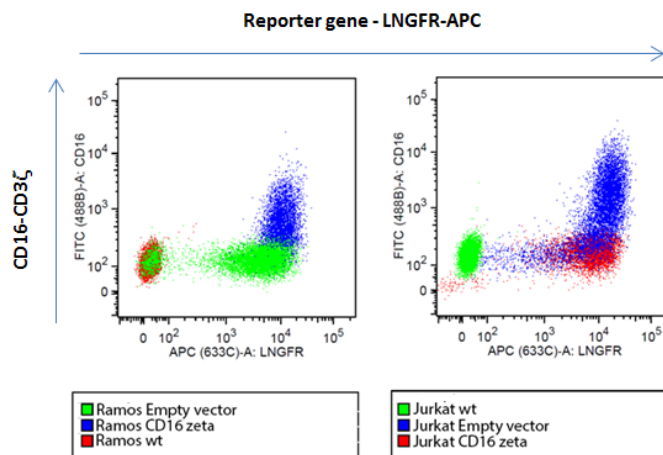 Reporter gene - LNGFR-APC
CD16-CD3ζ
FITC (488B)-A: CD16
10^5
10^4
10^3
10^2
0
0 10^2 10^3 10^4 10^5
APC (633C)-A: LNGFR
FITC (488B)-A: CD16
10^5
10^4
10^3
10^2
0
0 10^2 10^3 10^4 10^5
APC (633C)-A: LNGFR
Ramos Empty vector
Ramos CD16 zeta
Ramos wt
Jurkat wt
Jurkat Empty vector
Jurkat CD16 zeta